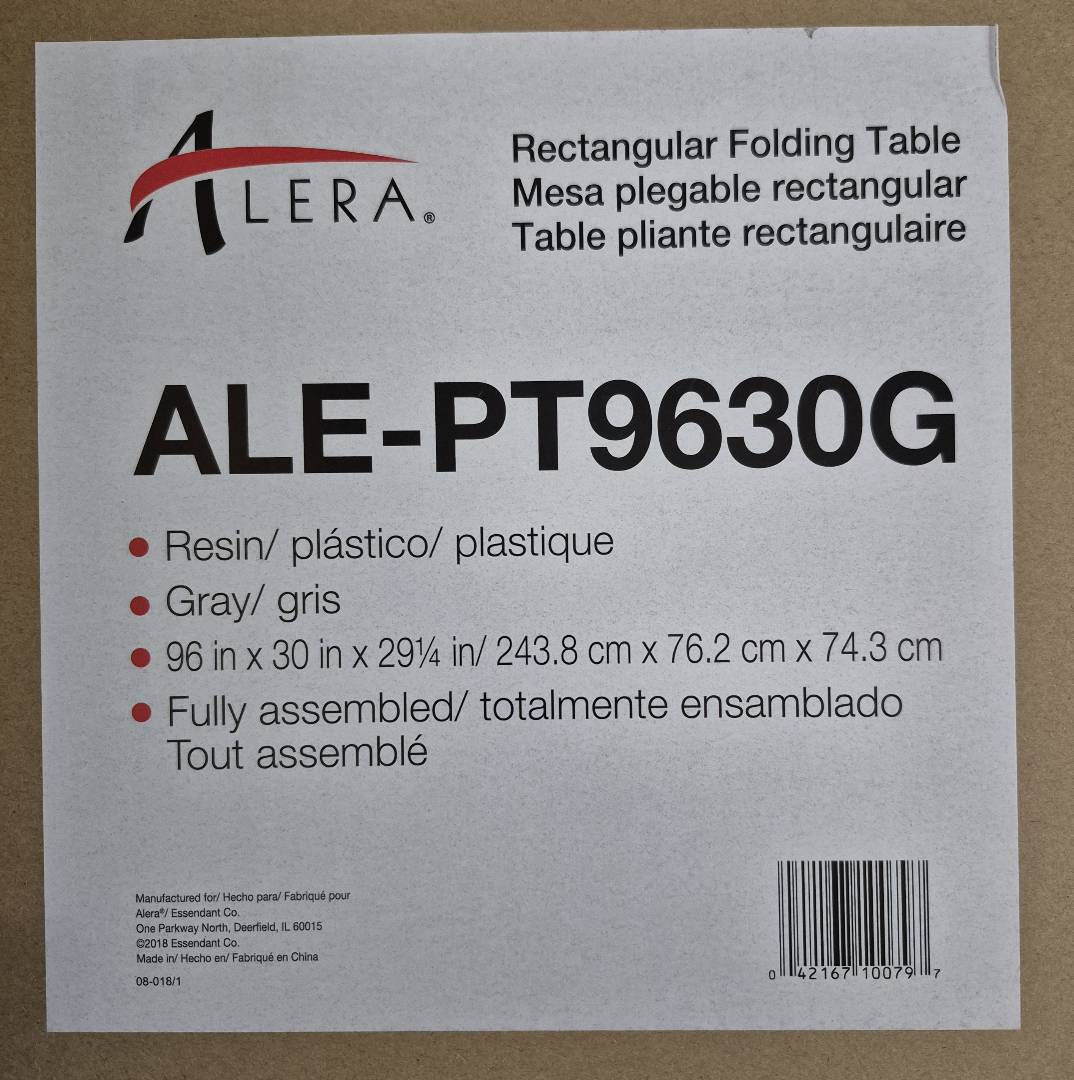 ALERA®
Rectangular Folding Table
Mesa plegable rectangular
Table pliante rectangulaire
ALE-PT9630G
• Resin/ plástico/ plastique
• Gray/ gris
• 96 in x 30 in x 29¼ in/ 243.8 cm x 76.2 cm x 74.3 cm
• Fully assembled/ totalmente ensamblado
Tout assemblé
Manufactured for/ Hecho para/ Fabriqué pour
Alera®/ Essendant Co.
One Parkway North, Deerfield, IL 60015
©2018 Essendant Co.
Made in/ Hecho en/ Fabriqué en China
08-018/1
0 42167 10079 7